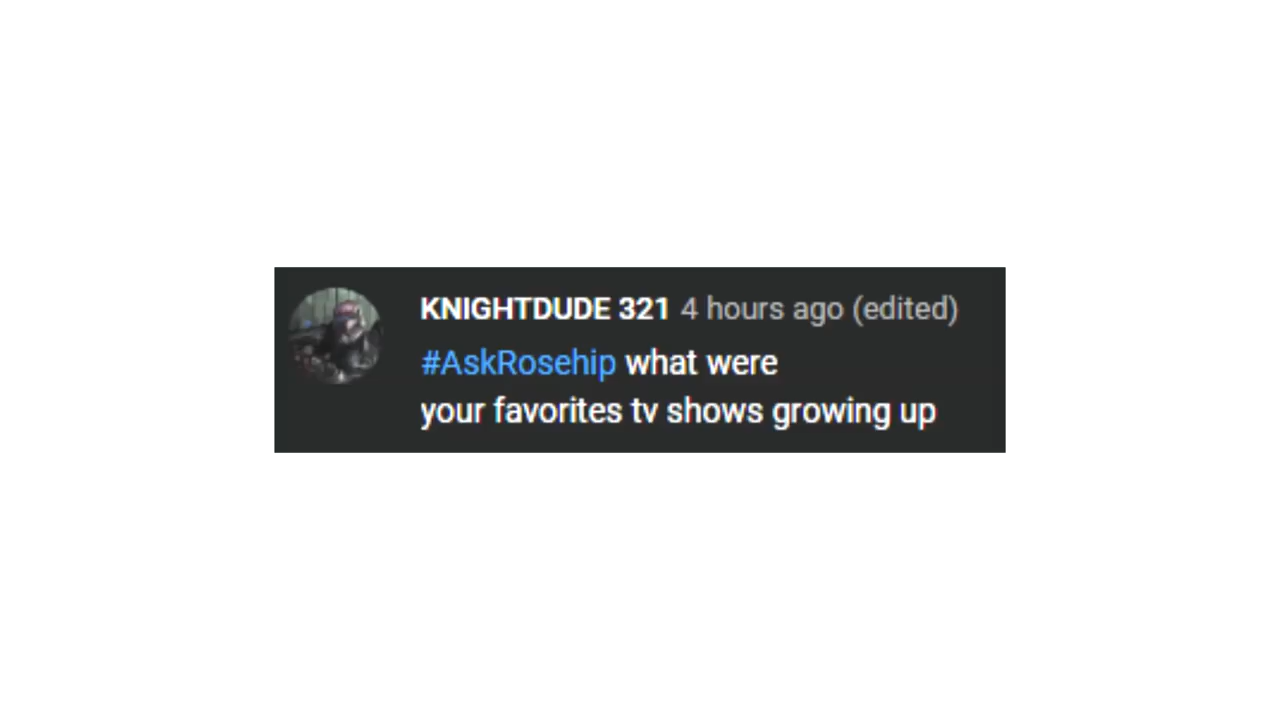 KNIGHTDUDE 321 4 hours ago (edited)
#AskRosehip what were
your favorites tv shows growing up